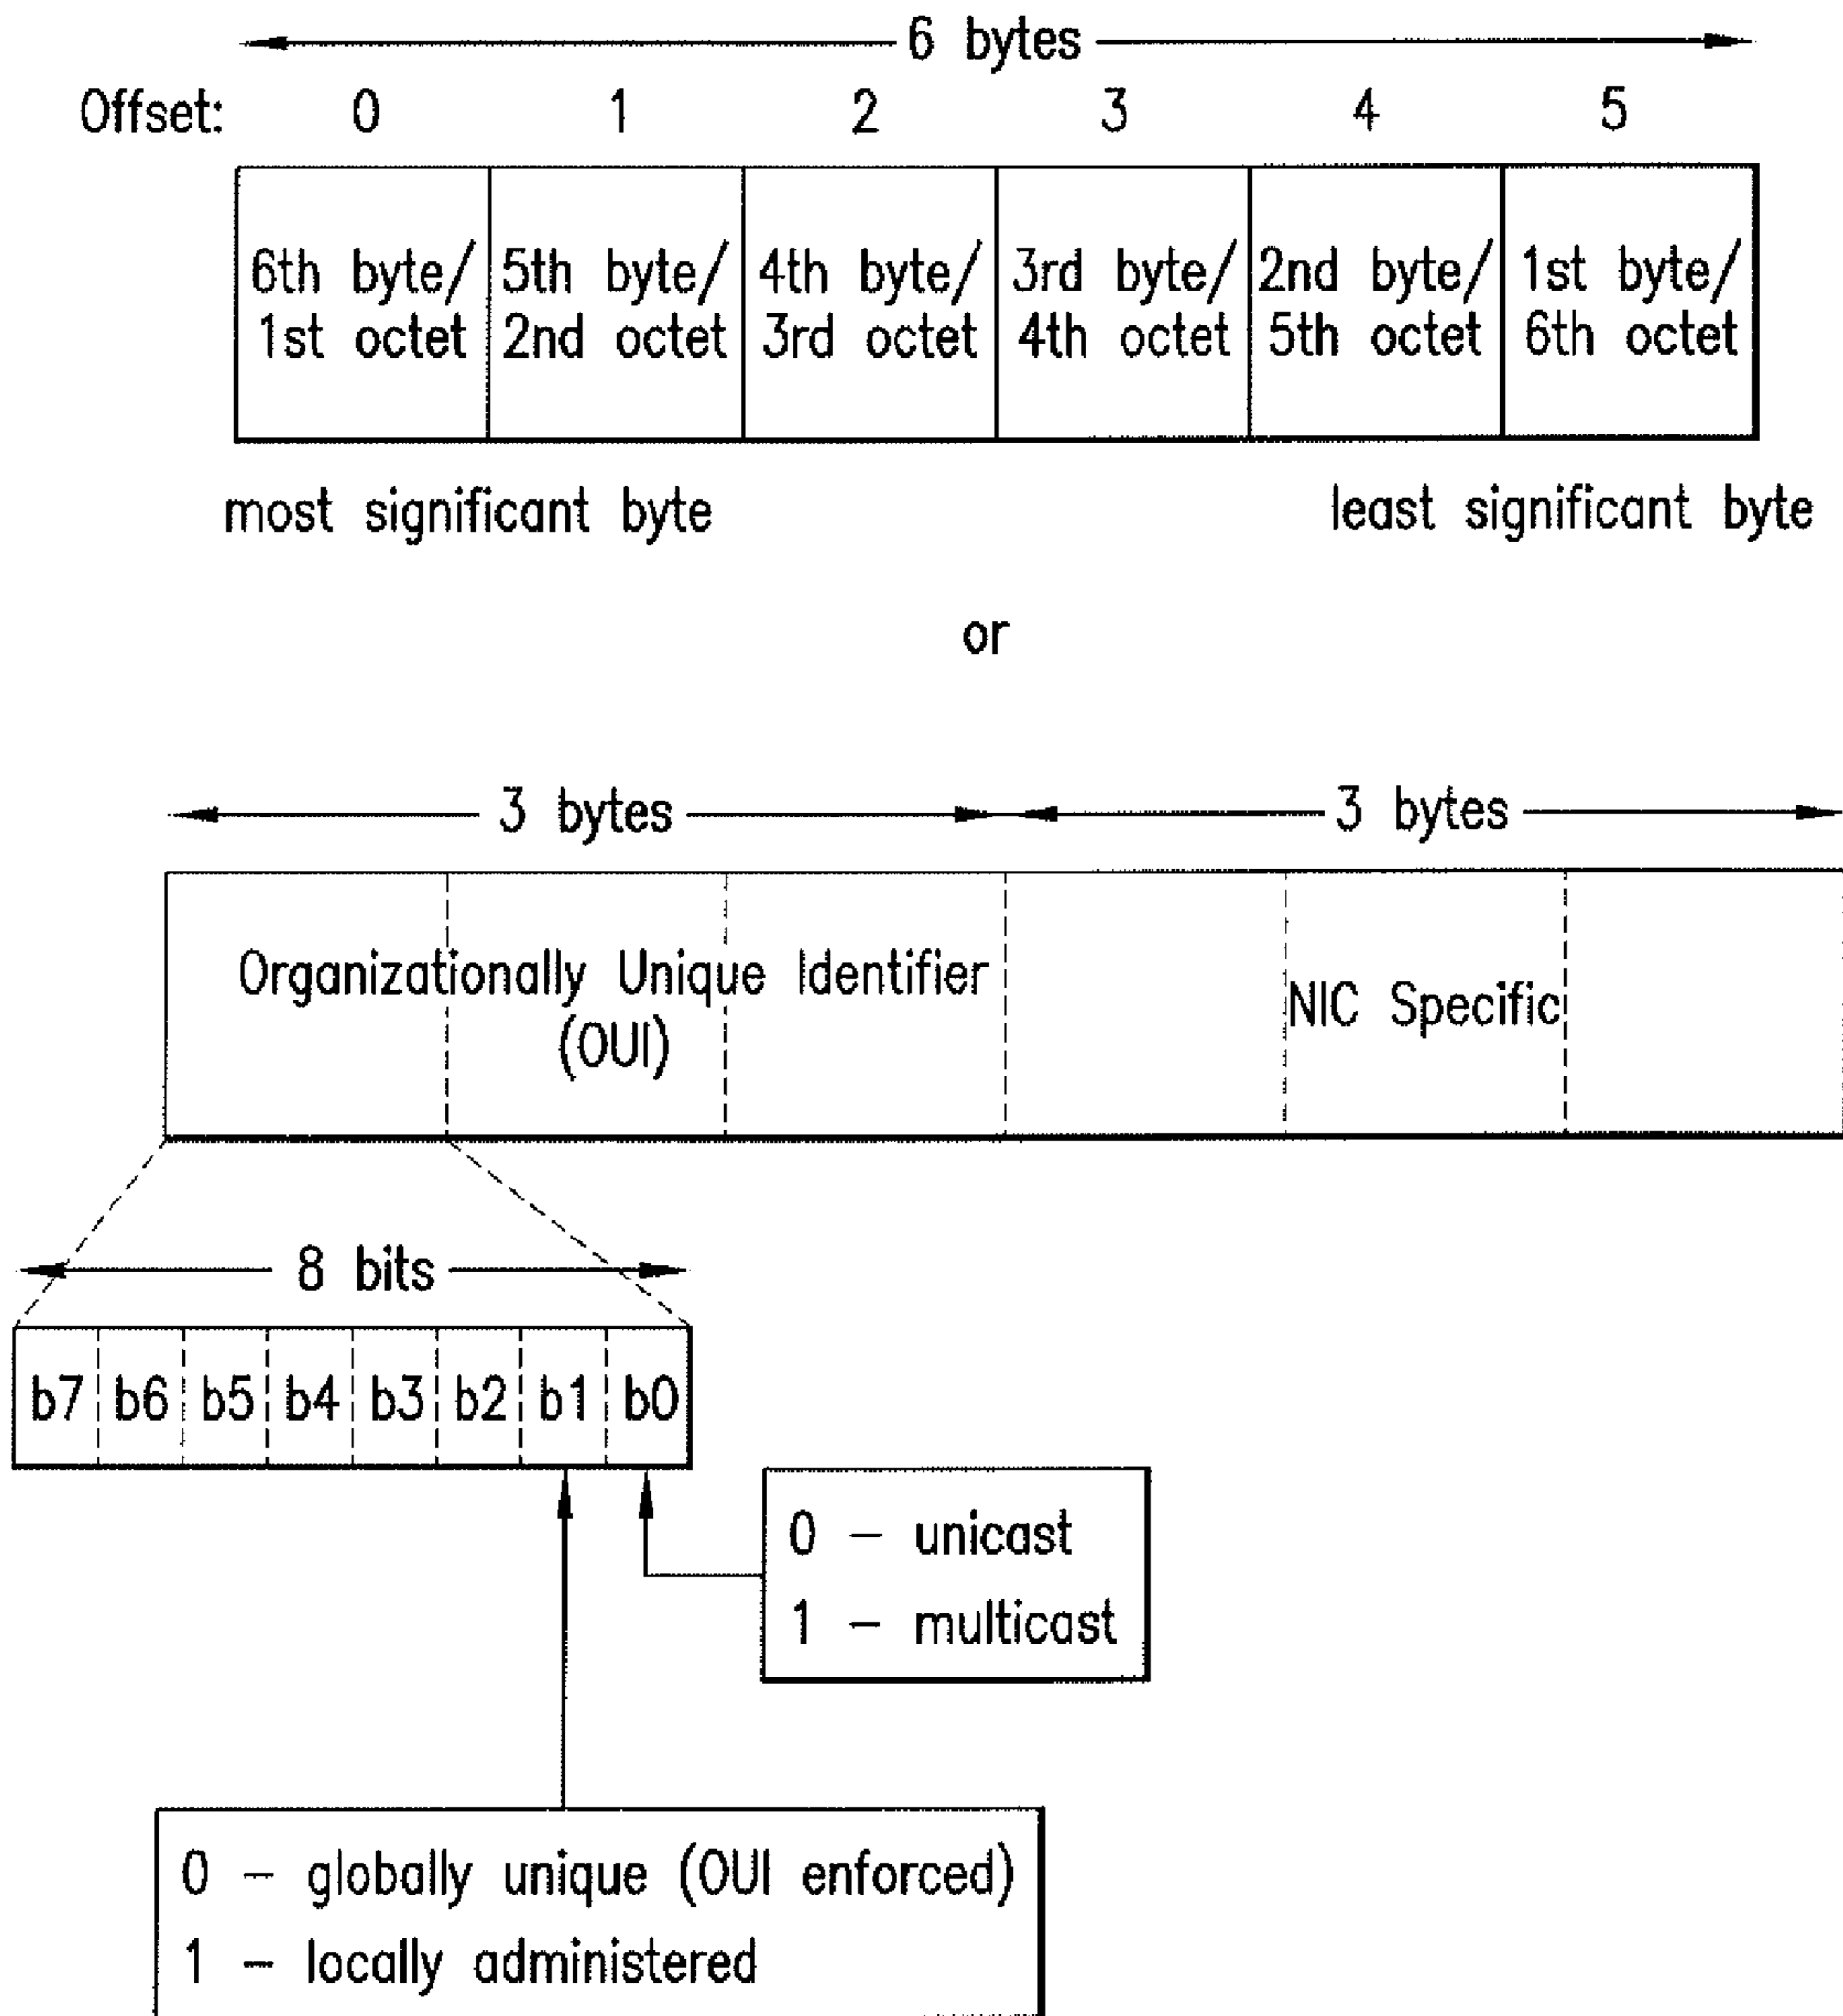 6 bytes
Offset: 0 1 2 3 4 5
6th byte/ 5th byte/ 4th byte/ 3rd byte/ 2nd byte/ 1st byte/
1st octet 2nd octet 3rd octet 4th octet 5th octet 6th octet
most significant byte least significant byte
or
3 bytes 3 bytes
Organizationally Unique Identifier
(OUI)
NIC Specific
8 bits
b7 b6 b5 b4 b3 b2 b1 b0
0 – unicast
1 – multicast
0 – globally unique (OUI enforced)
1 – locally administered